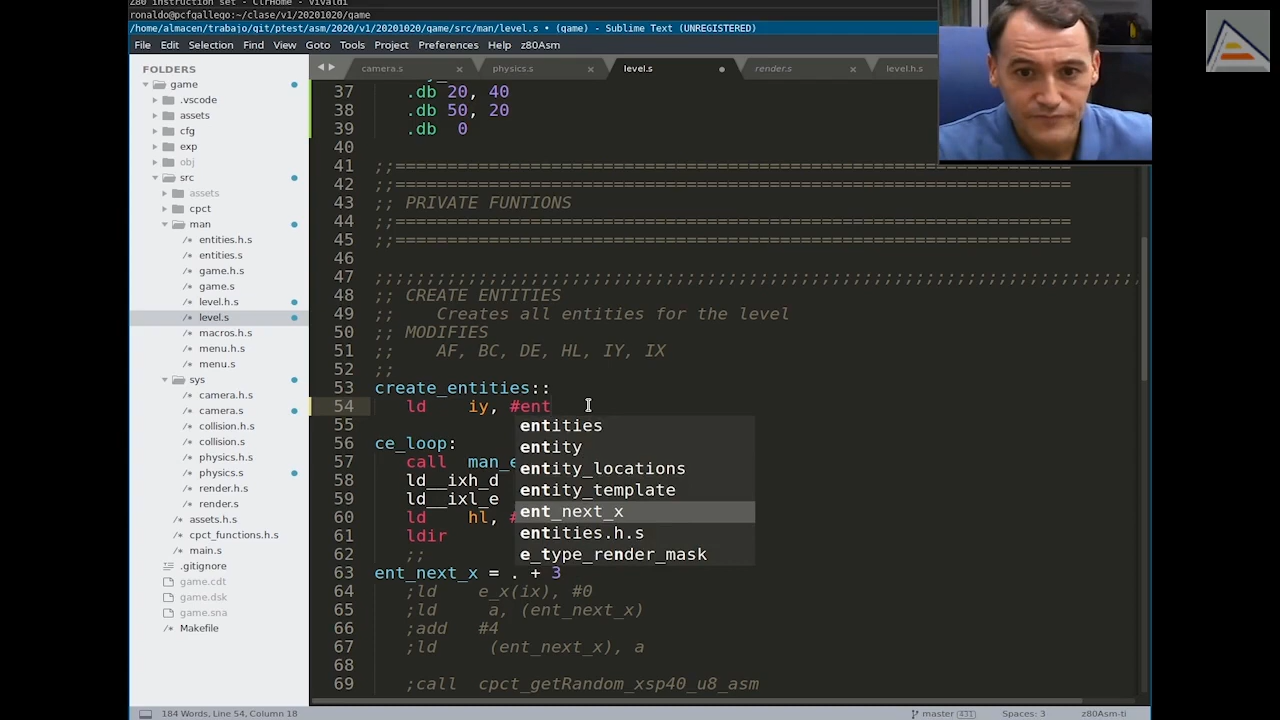 Z80 instruction set - ClrHome - Vivaldi
ronaldo@pcfgallego:~/clase/v1/20201020/game
/home/almacen/trabajo/git/ptest/asm/2020/v1/20201020/game/src/man/level.s • (game) - Sublime Text (UNREGISTERED)
File Edit Selection Find View Goto Tools Project Preferences Help z80Asm
FOLDERS
game
.vscode
assets
cfg
exp
obj
src
assets
cpct
man
entities.h.s
entities.s
game.h.s
game.s
level.h.s
level.s
macros.h.s
menu.h.s
menu.s
sys
camera.h.s
camera.s
collision.h.s
collision.s
physics.h.s
physics.s
render.h.s
render.s
assets.h.s
cpct_functions.h.s
main.s
.gitignore
game.cdt
game.dsk
game.sna
Makefile
camera.s × physics.s × level.s • render.s × level.h.s
37 .db 20, 40
38 .db 50, 20
39 .db 0
40
41 ;;=================================================================
42 ;;=================================================================
43 ;; PRIVATE FUNTIONS
44 ;;=================================================================
45 ;;=================================================================
46
47 ;;;;;;;;;;;;;;;;;;;;;;;;;;;;;;;;;;;;;;;;;;;;;;;;;;;;;;;;;;;;;;;;;;;;;;;;;;
48 ;; CREATE ENTITIES
49 ;; Creates all entities for the level
50 ;; MODIFIES
51 ;; AF, BC, DE, HL, IY, IX
52 ;;
53 create_entities::
54 ld iy, #ent
55
56 ce_loop:
57 call man_e
58 ld__ixh_d
59 ld__ixl_e
60 ld hl, #
61 ldir
62 ;;
63 ent_next_x = . + 3
64 ;ld e_x(ix), #0
65 ;ld a, (ent_next_x)
66 ;add #4
67 ;ld (ent_next_x), a
68
69 ;call cpct_getRandom_xsp40_u8_asm
entities
entity
entity_locations
entity_template
ent_next_x
entities.h.s
e_type_render_mask
184 Words, Line 54, Column 18
master 431
Spaces: 3
z80Asm-ti